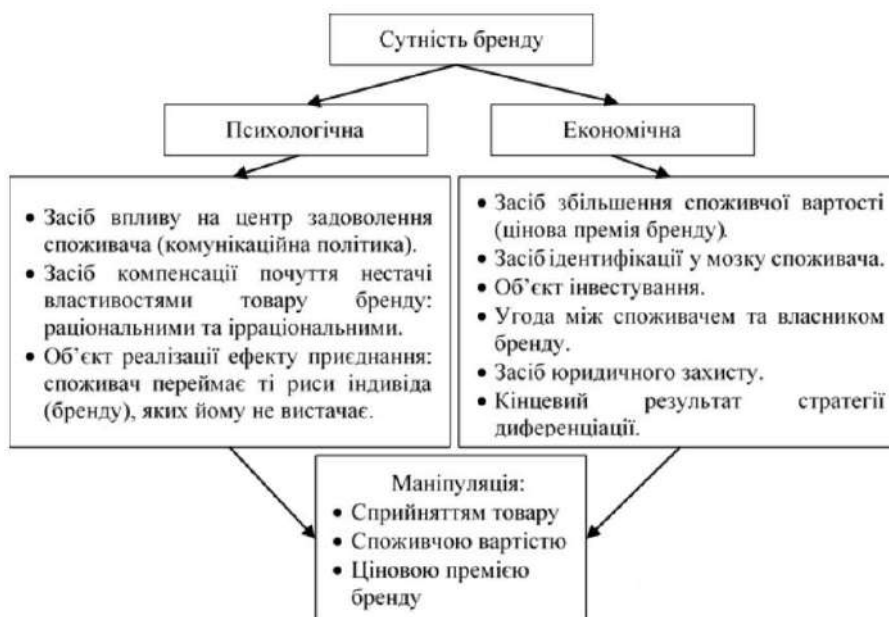 Сутність бренду
Психологічна
Економічна
• Засіб впливу на центр задоволення
споживача (комунікаційна політика).
• Засіб компенсації почуття нестачі
властивостями товару бренду:
раціональними та ірраціональними.
• Об’єкт реалізації ефекту приєднання:
споживач переймає ті риси індивіда
(бренду), яких йому не вистачає.
• Засіб збільшення споживчої вартості
(цінова премія бренду).
• Засіб ідентифікації у мозку споживача.
• Об’єкт інвестування.
• Угода між споживачем та власником
бренду.
• Засіб юридичного захисту.
• Кінцевий результат стратегії
диференціації.
Маніпуляція:
• Сприйняттям товару
• Споживчою вартістю
• Ціновою премією
бренду